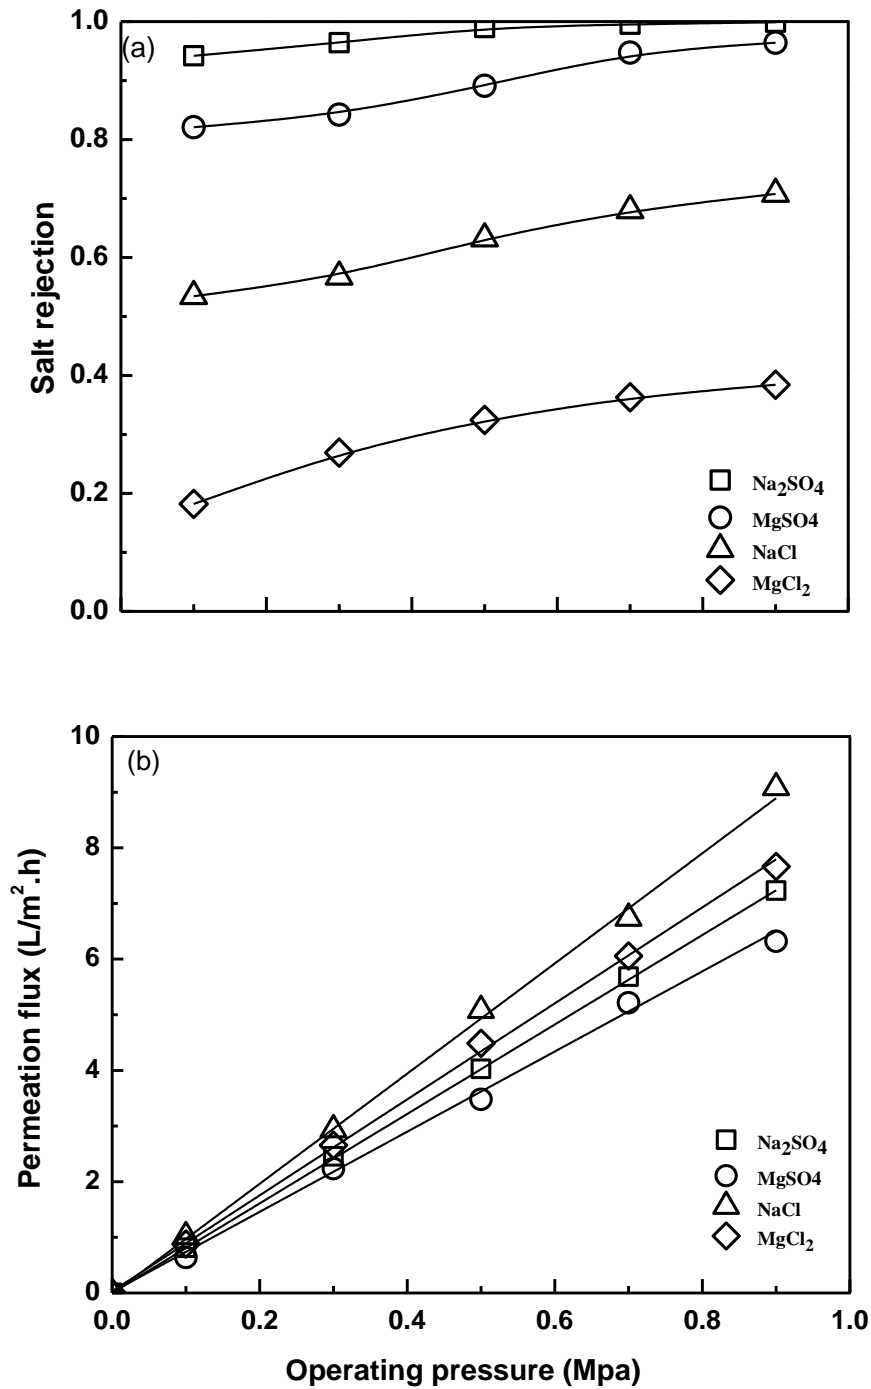 (a)
1.0
0.8
0.6
0.4
0.2
0.0
Salt rejection
Na₂SO₄
MgSO4
NaCl
MgCl₂
(b)
10
8
6
4
2
0
Permeation flux (L/m².h)
Na₂SO₄
MgSO4
NaCl
MgCl₂
0.0 0.2 0.4 0.6 0.8 1.0
Operating pressure (Mpa)